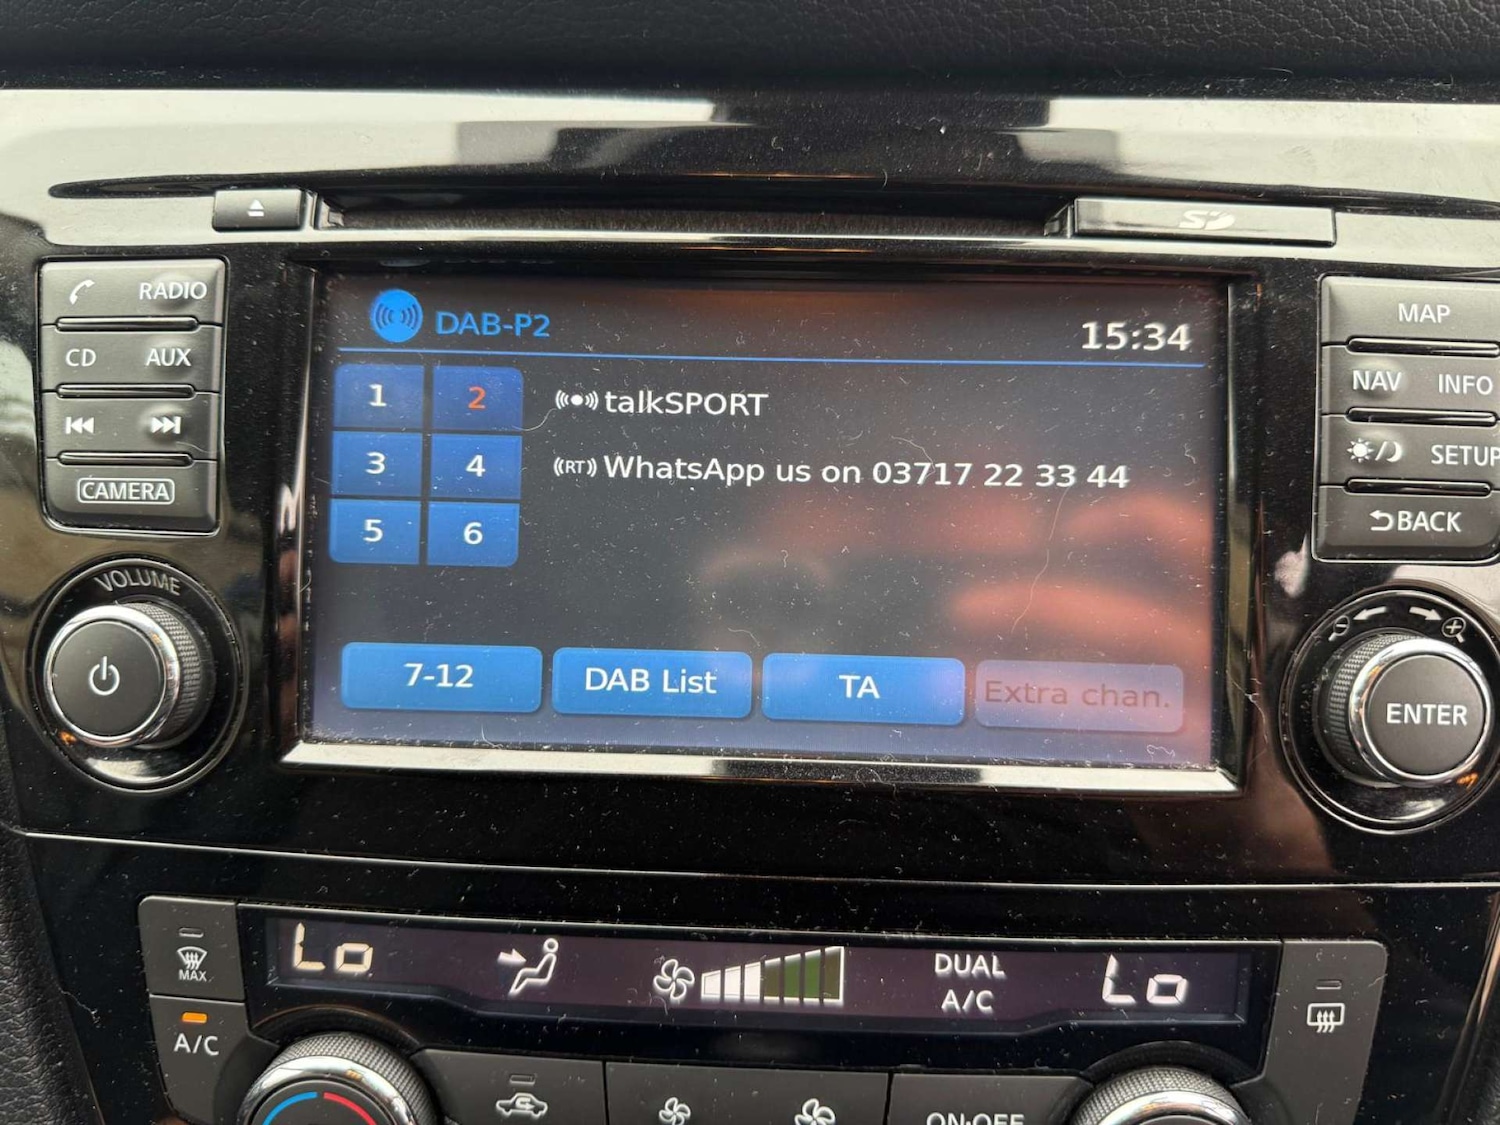 DAB-P2
15:34
1 2
talkSPORT
3 4
WhatsApp us on 03717 22 33 44
(RT)
5 6
7-12
DAB List
TA
Extra chan.
RADIO
CD AUX
CAMERA
VOLUME
SD
MAP
NAV INFO
SETUP
BACK
ENTER
Lo
DUAL
A/C
Lo
MAX
A/C
ON·OFF